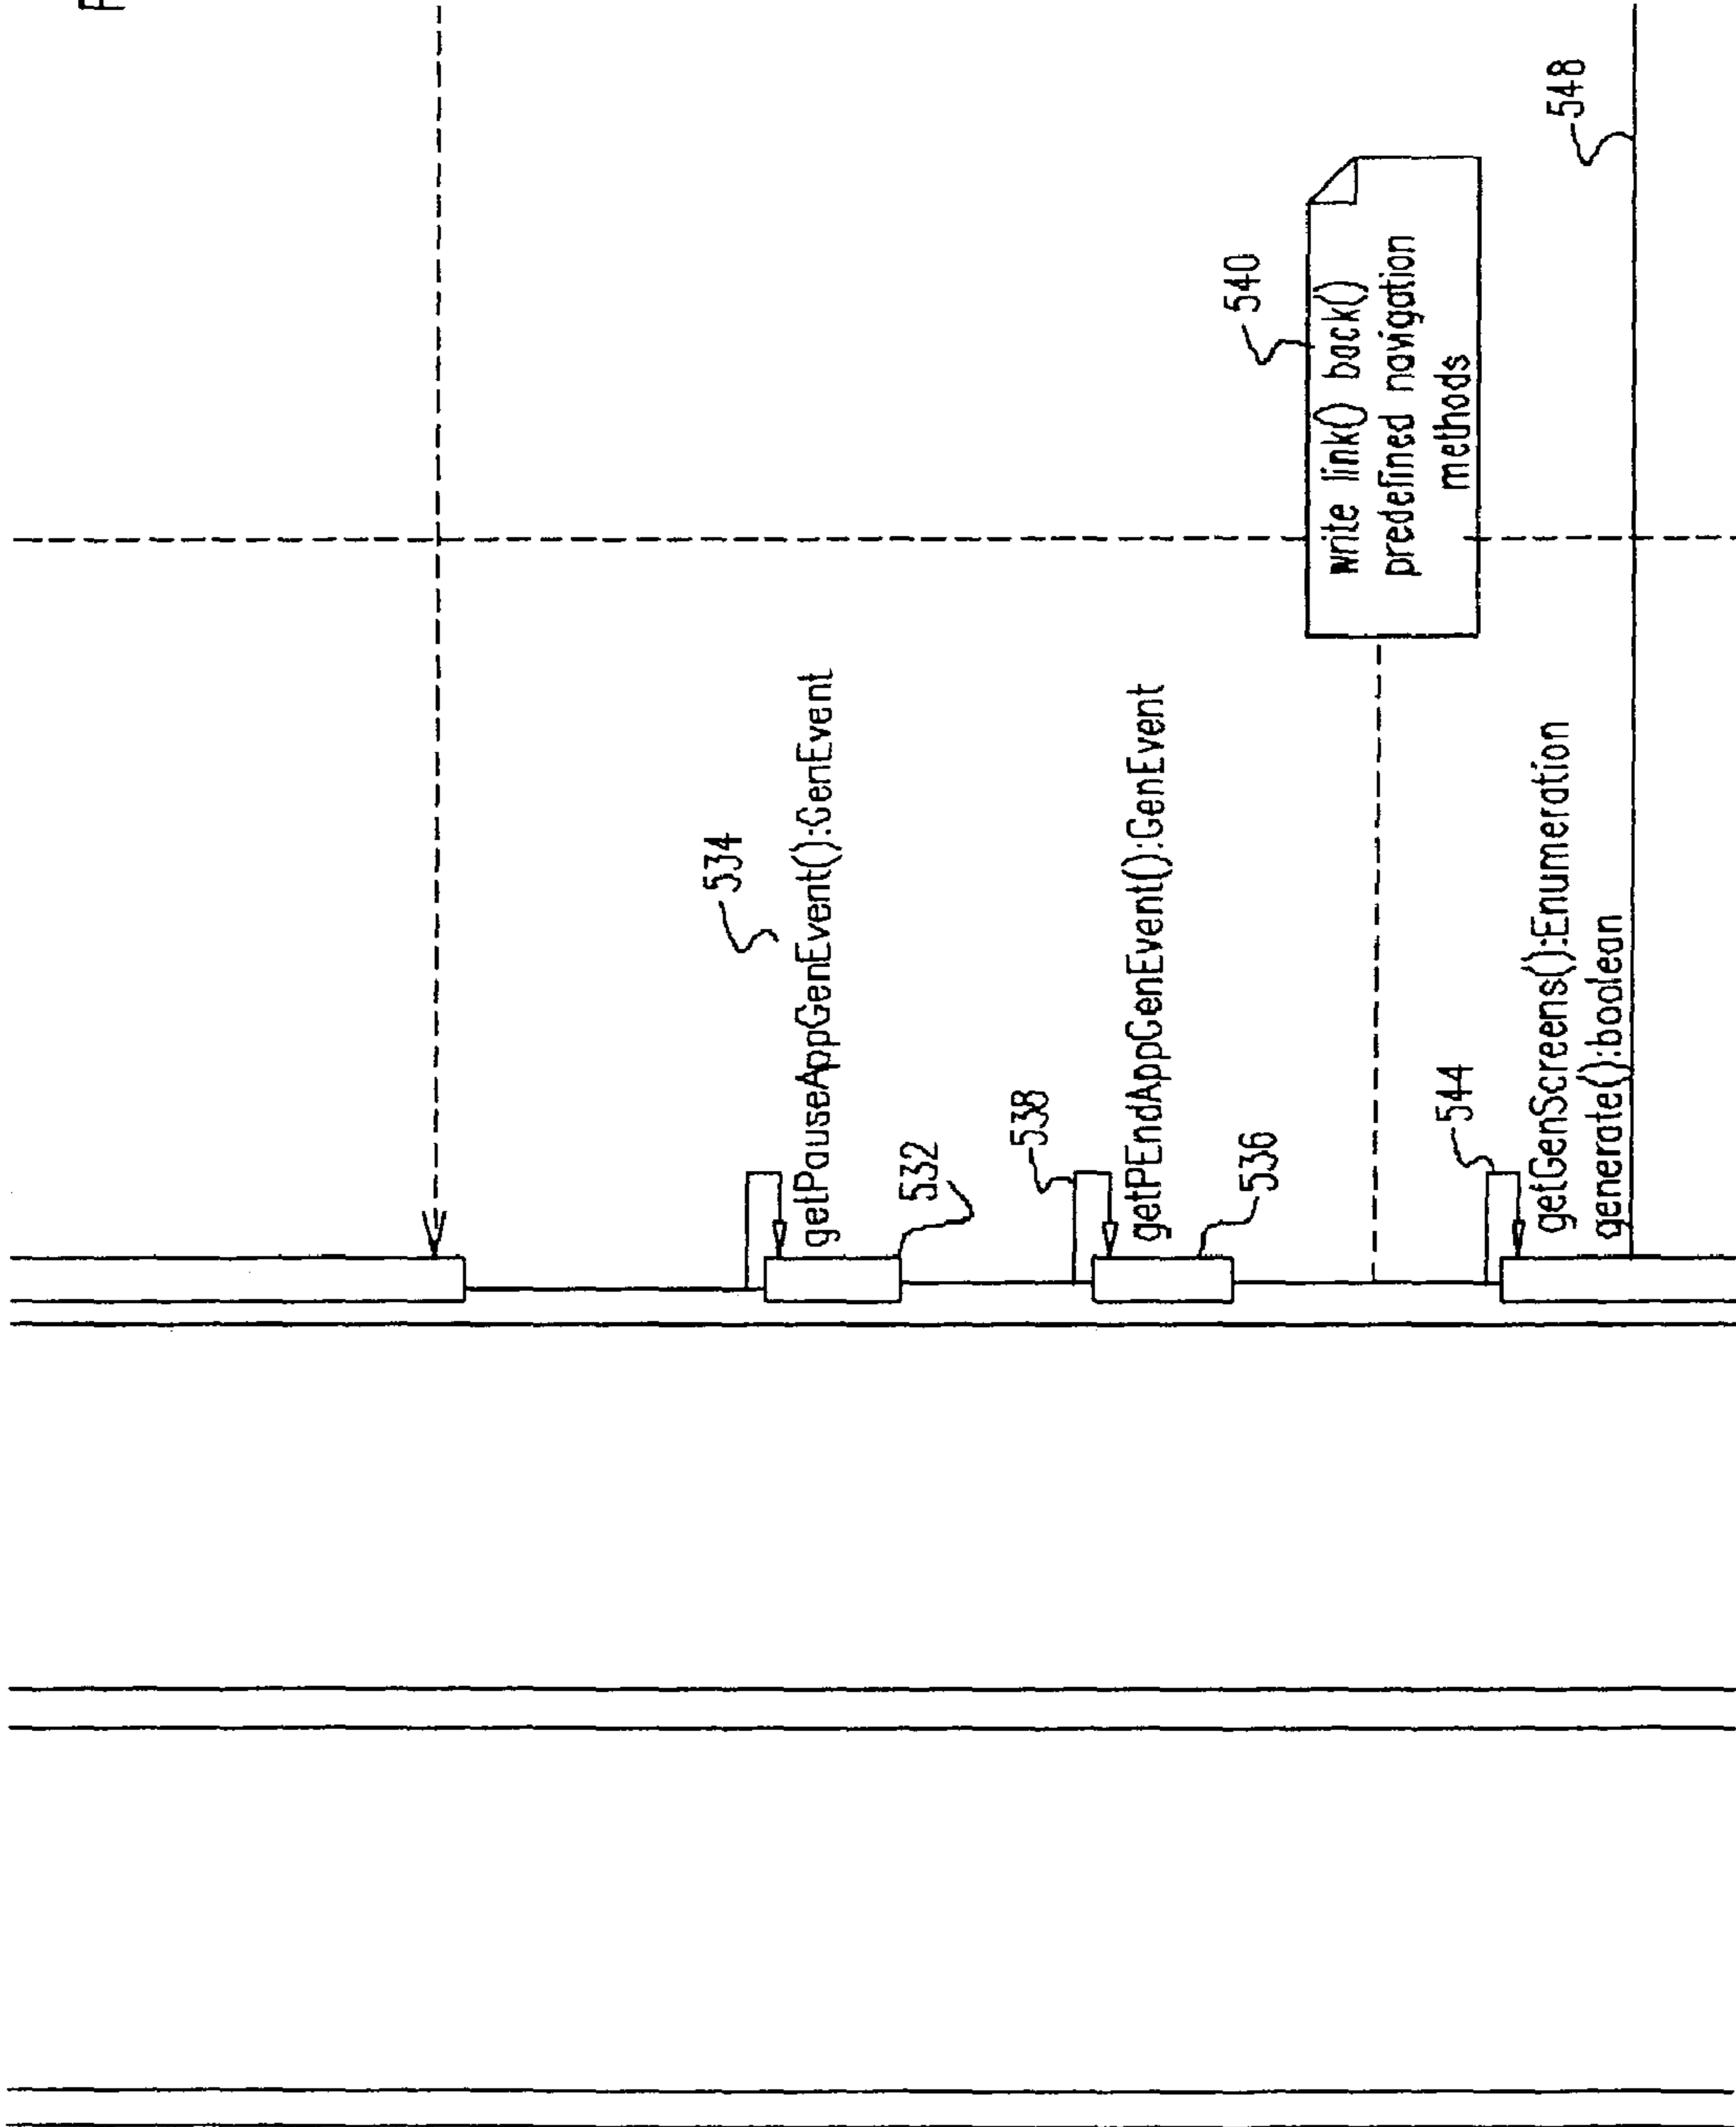 534
getPauseAppGenEvent():GenEvent
532
538
getPEndAppGenEvent():GenEvent
536
540
write link() back()
predefined navigation
methods
544
getGenScreens():Enumeration
generate():boolean
548